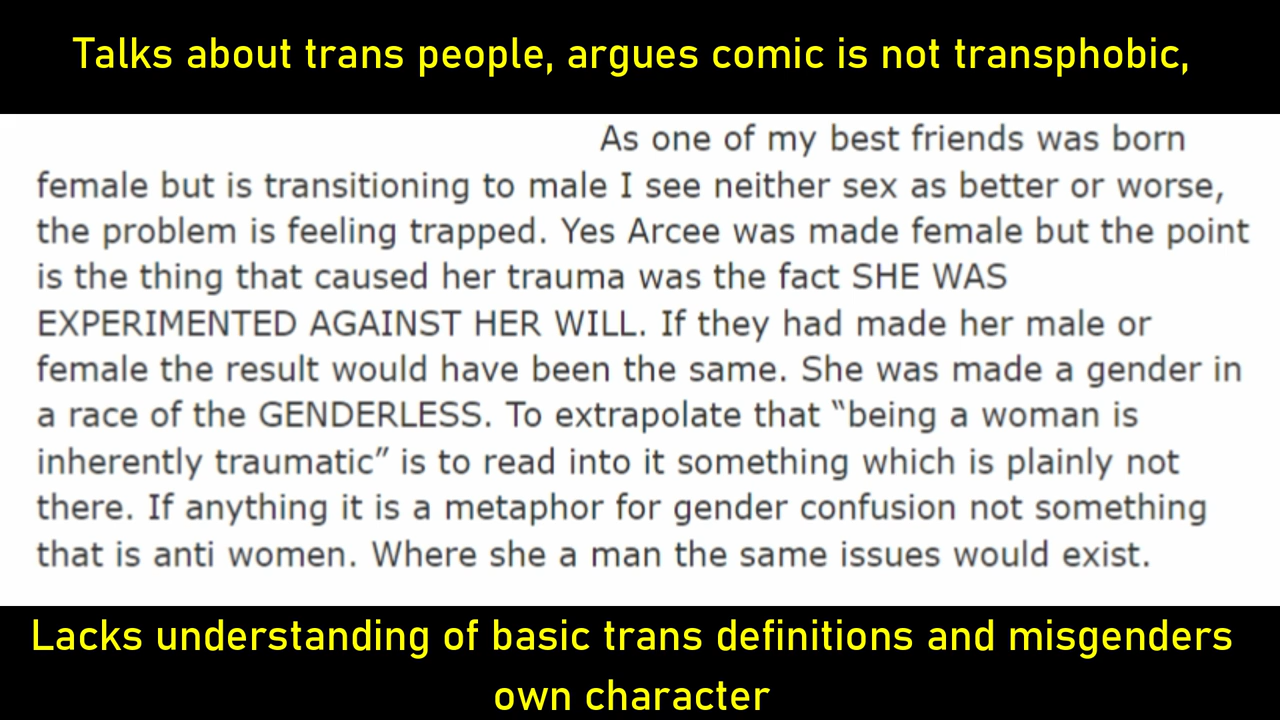 Talks about trans people, argues comic is not transphobic,
As one of my best friends was born
female but is transitioning to male I see neither sex as better or worse,
the problem is feeling trapped. Yes Arcee was made female but the point
is the thing that caused her trauma was the fact SHE WAS
EXPERIMENTED AGAINST HER WILL. If they had made her male or
female the result would have been the same. She was made a gender in
a race of the GENDERLESS. To extrapolate that “being a woman is
inherently traumatic” is to read into it something which is plainly not
there. If anything it is a metaphor for gender confusion not something
that is anti women. Where she a man the same issues would exist.
Lacks understanding of basic trans definitions and misgenders
own character